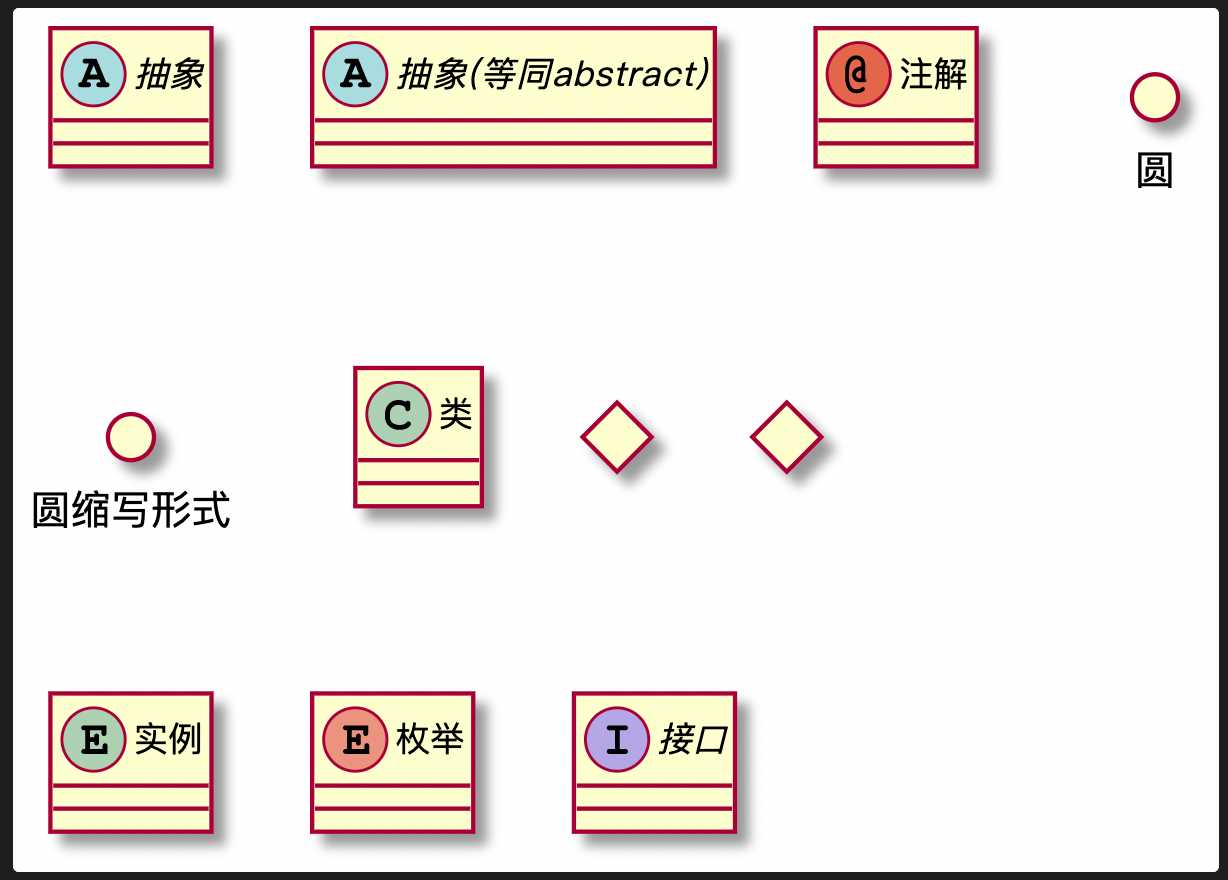 A 抽象
A 抽象(等同abstract)
@ 注解
圆
圆缩写形式
C 类
E 实例
E 枚举
I 接口